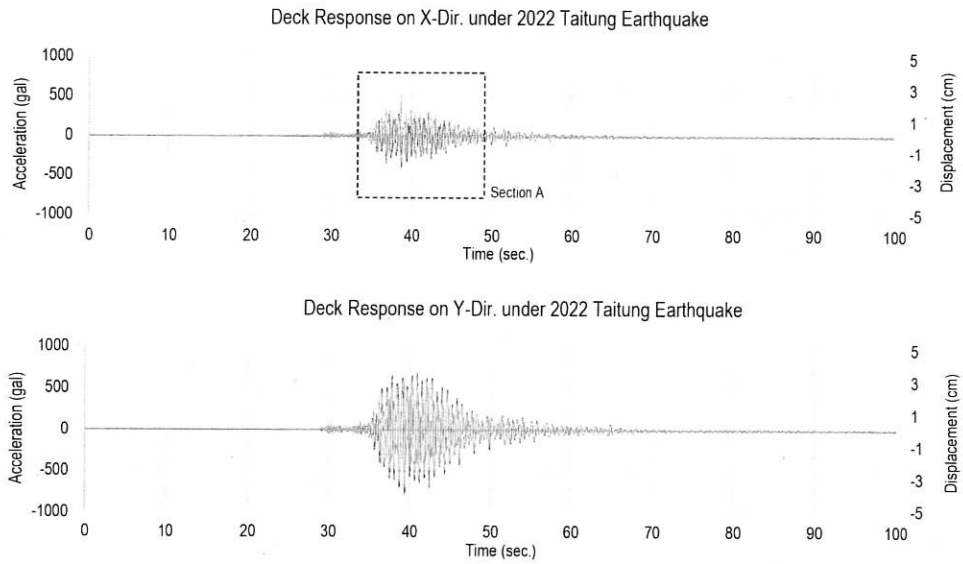 Deck Response on X-Dir. under 2022 Taitung Earthquake
1000
500
0
-500
-1000
Acceleration (gal)
5
3
1
-1
-3
-5
Displacement (cm)
Section A
0 10 20 30 40 50 60 70 80 90 100
Time (sec.)
Deck Response on Y-Dir. under 2022 Taitung Earthquake
1000
500
0
-500
-1000
Acceleration (gal)
5
3
1
-1
-3
-5
Displacement (cm)
0 10 20 30 40 50 60 70 80 90 100
Time (sec.)